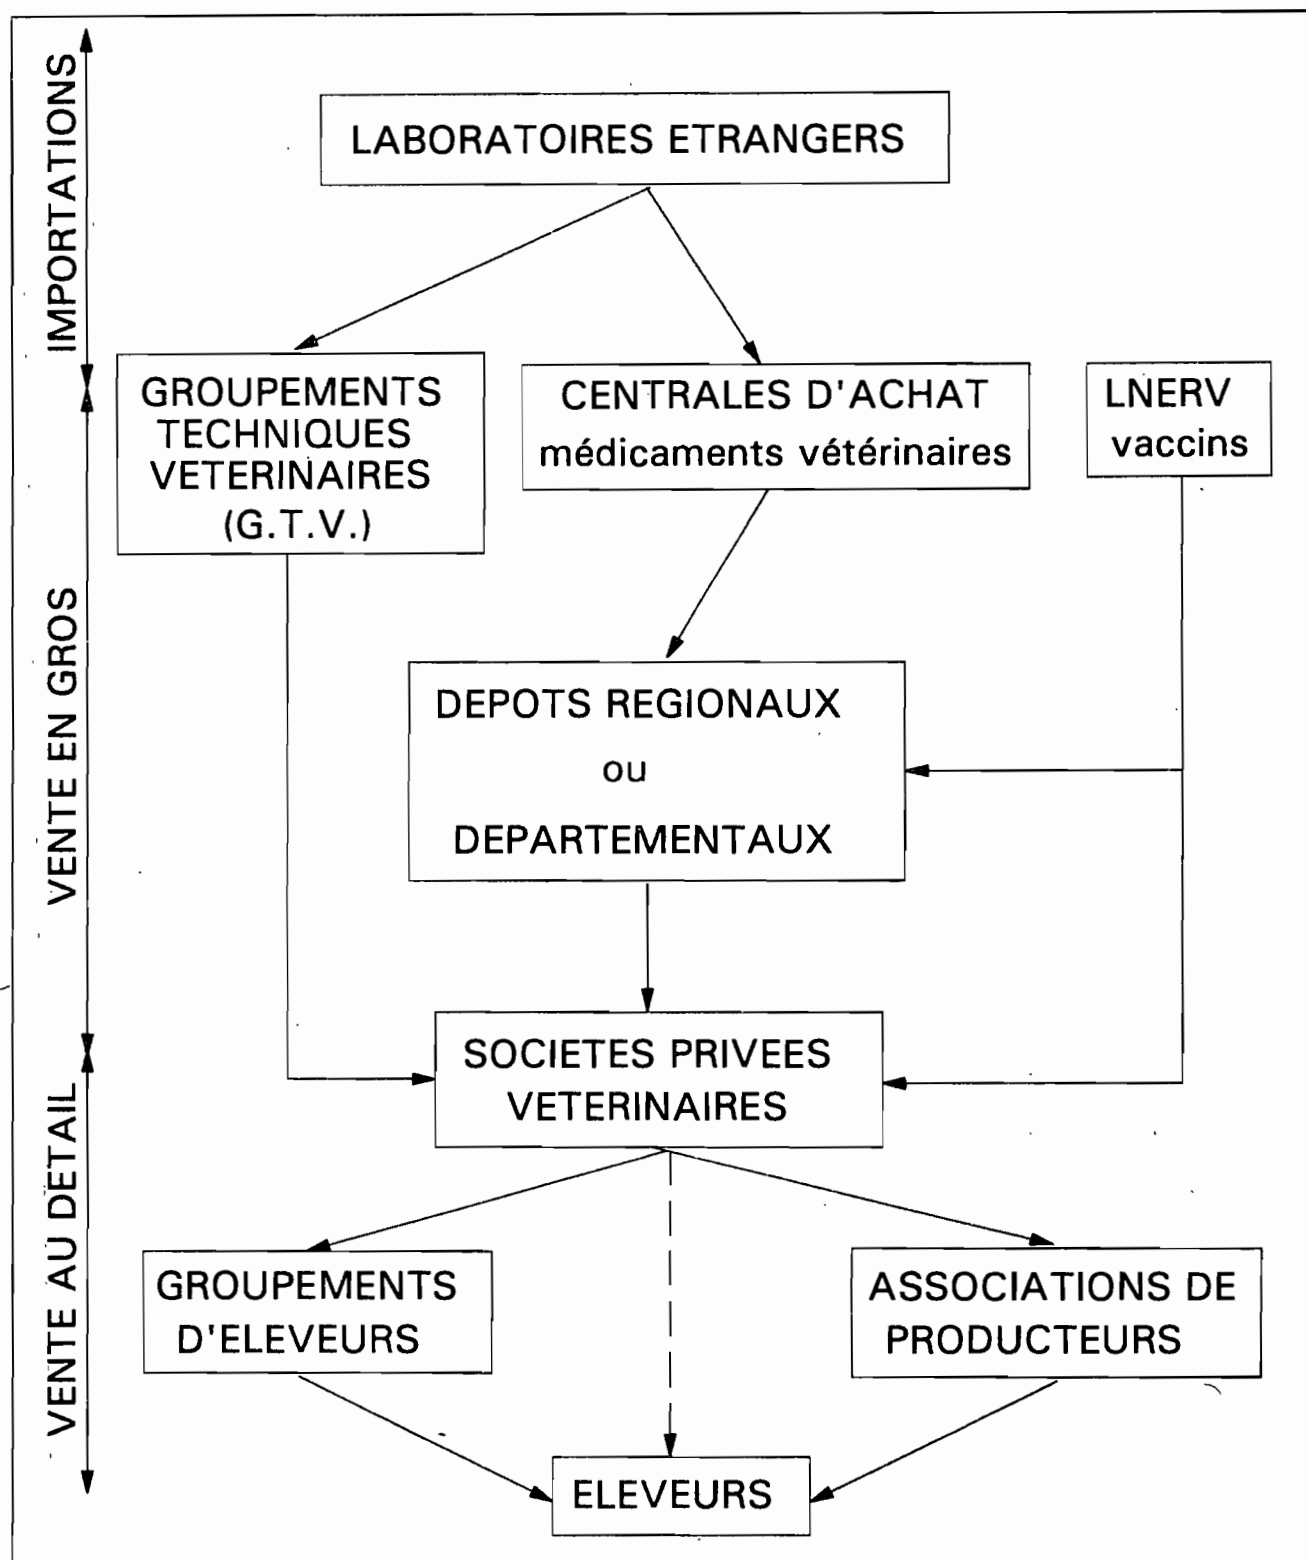 IMPORTATIONS
LABORATOIRES ETRANGERS
GROUPEMENTS
TECHNIQUES
VETERINAIRES
(G.T.V.)
CENTRALES D'ACHAT
médicaments vétérinaires
LNERV
vaccins
VENTE EN GROS
DEPOTS REGIONAUX
ou
DEPARTEMENTAUX
SOCIETES PRIVEES
VETERINAIRES
VENTE AU DETAIL
GROUPEMENTS
D'ELEVEURS
ASSOCIATIONS DE
PRODUCTEURS
ELEVEURS